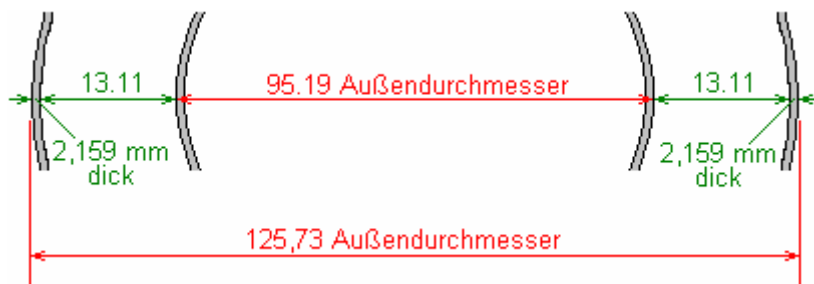 13.11
95.19 Außendurchmesser
13.11
2,159 mm
dick
2,159 mm
dick
125,73 Außendurchmesser